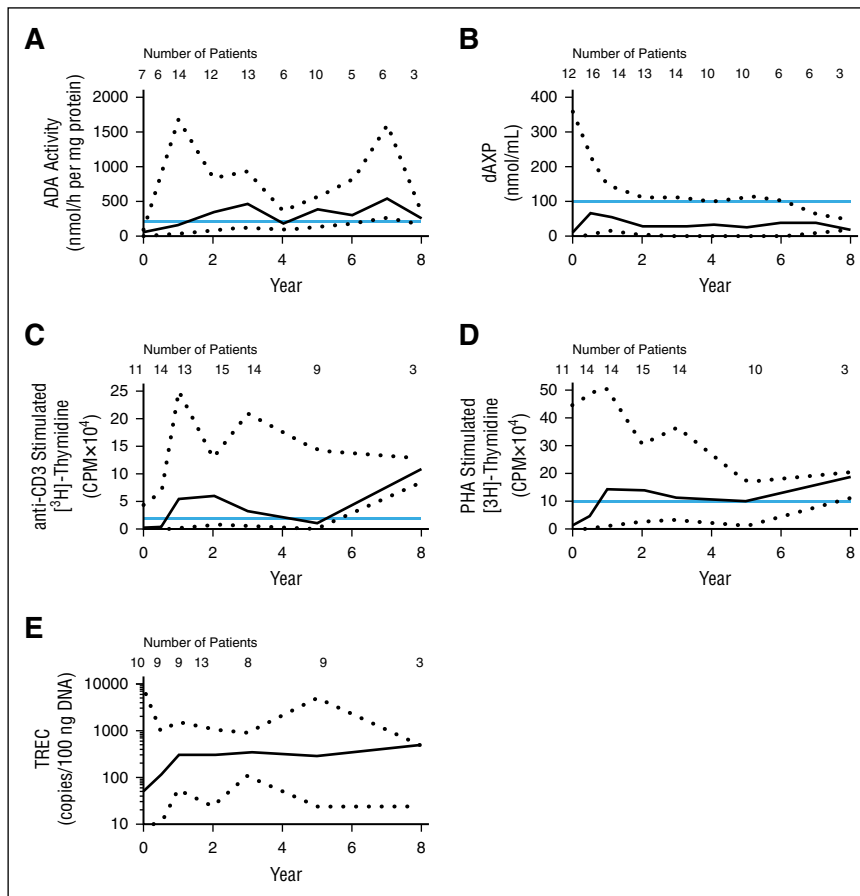 A
Number of Patients
7 6 14 12 13 6 10 5 6 3
ADA Activity
(nmol/h per mg protein)
2000
1500
1000
500
0
0 2 4 6 8
Year
B
Number of Patients
12 16 14 13 14 10 10 6 6 3
dAXP
(nmol/mL)
400
300
200
100
0
0 2 4 6 8
Year
C
Number of Patients
11 14 13 15 14 9 3
anti-CD3 Stimulated
[³H]-Thymidine
(CPM×10⁴)
25
20
15
10
5
0
0 2 4 6 8
Year
D
Number of Patients
11 14 14 15 14 10 3
PHA Stimulated
[3H]-Thymidine
(CPM×10⁴)
50
40
30
20
10
0
0 2 4 6 8
Year
E
Number of Patients
10 9 9 13 8 9 3
TREC
(copies/100 ng DNA)
10000
1000
100
10
0 2 4 6 8
Year